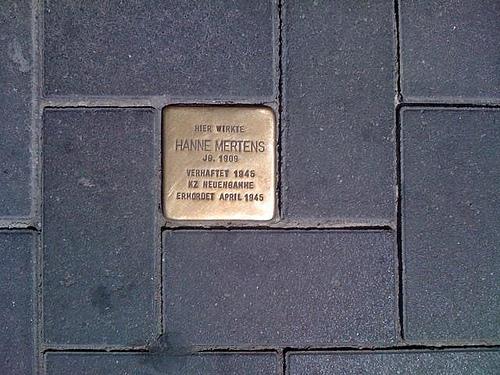 HIER WIRKTE
HANNE MERTENS
JG. 1909
VERHAFTET 1945
KZ NEUENGAMME
ERMORDET APRIL 1945